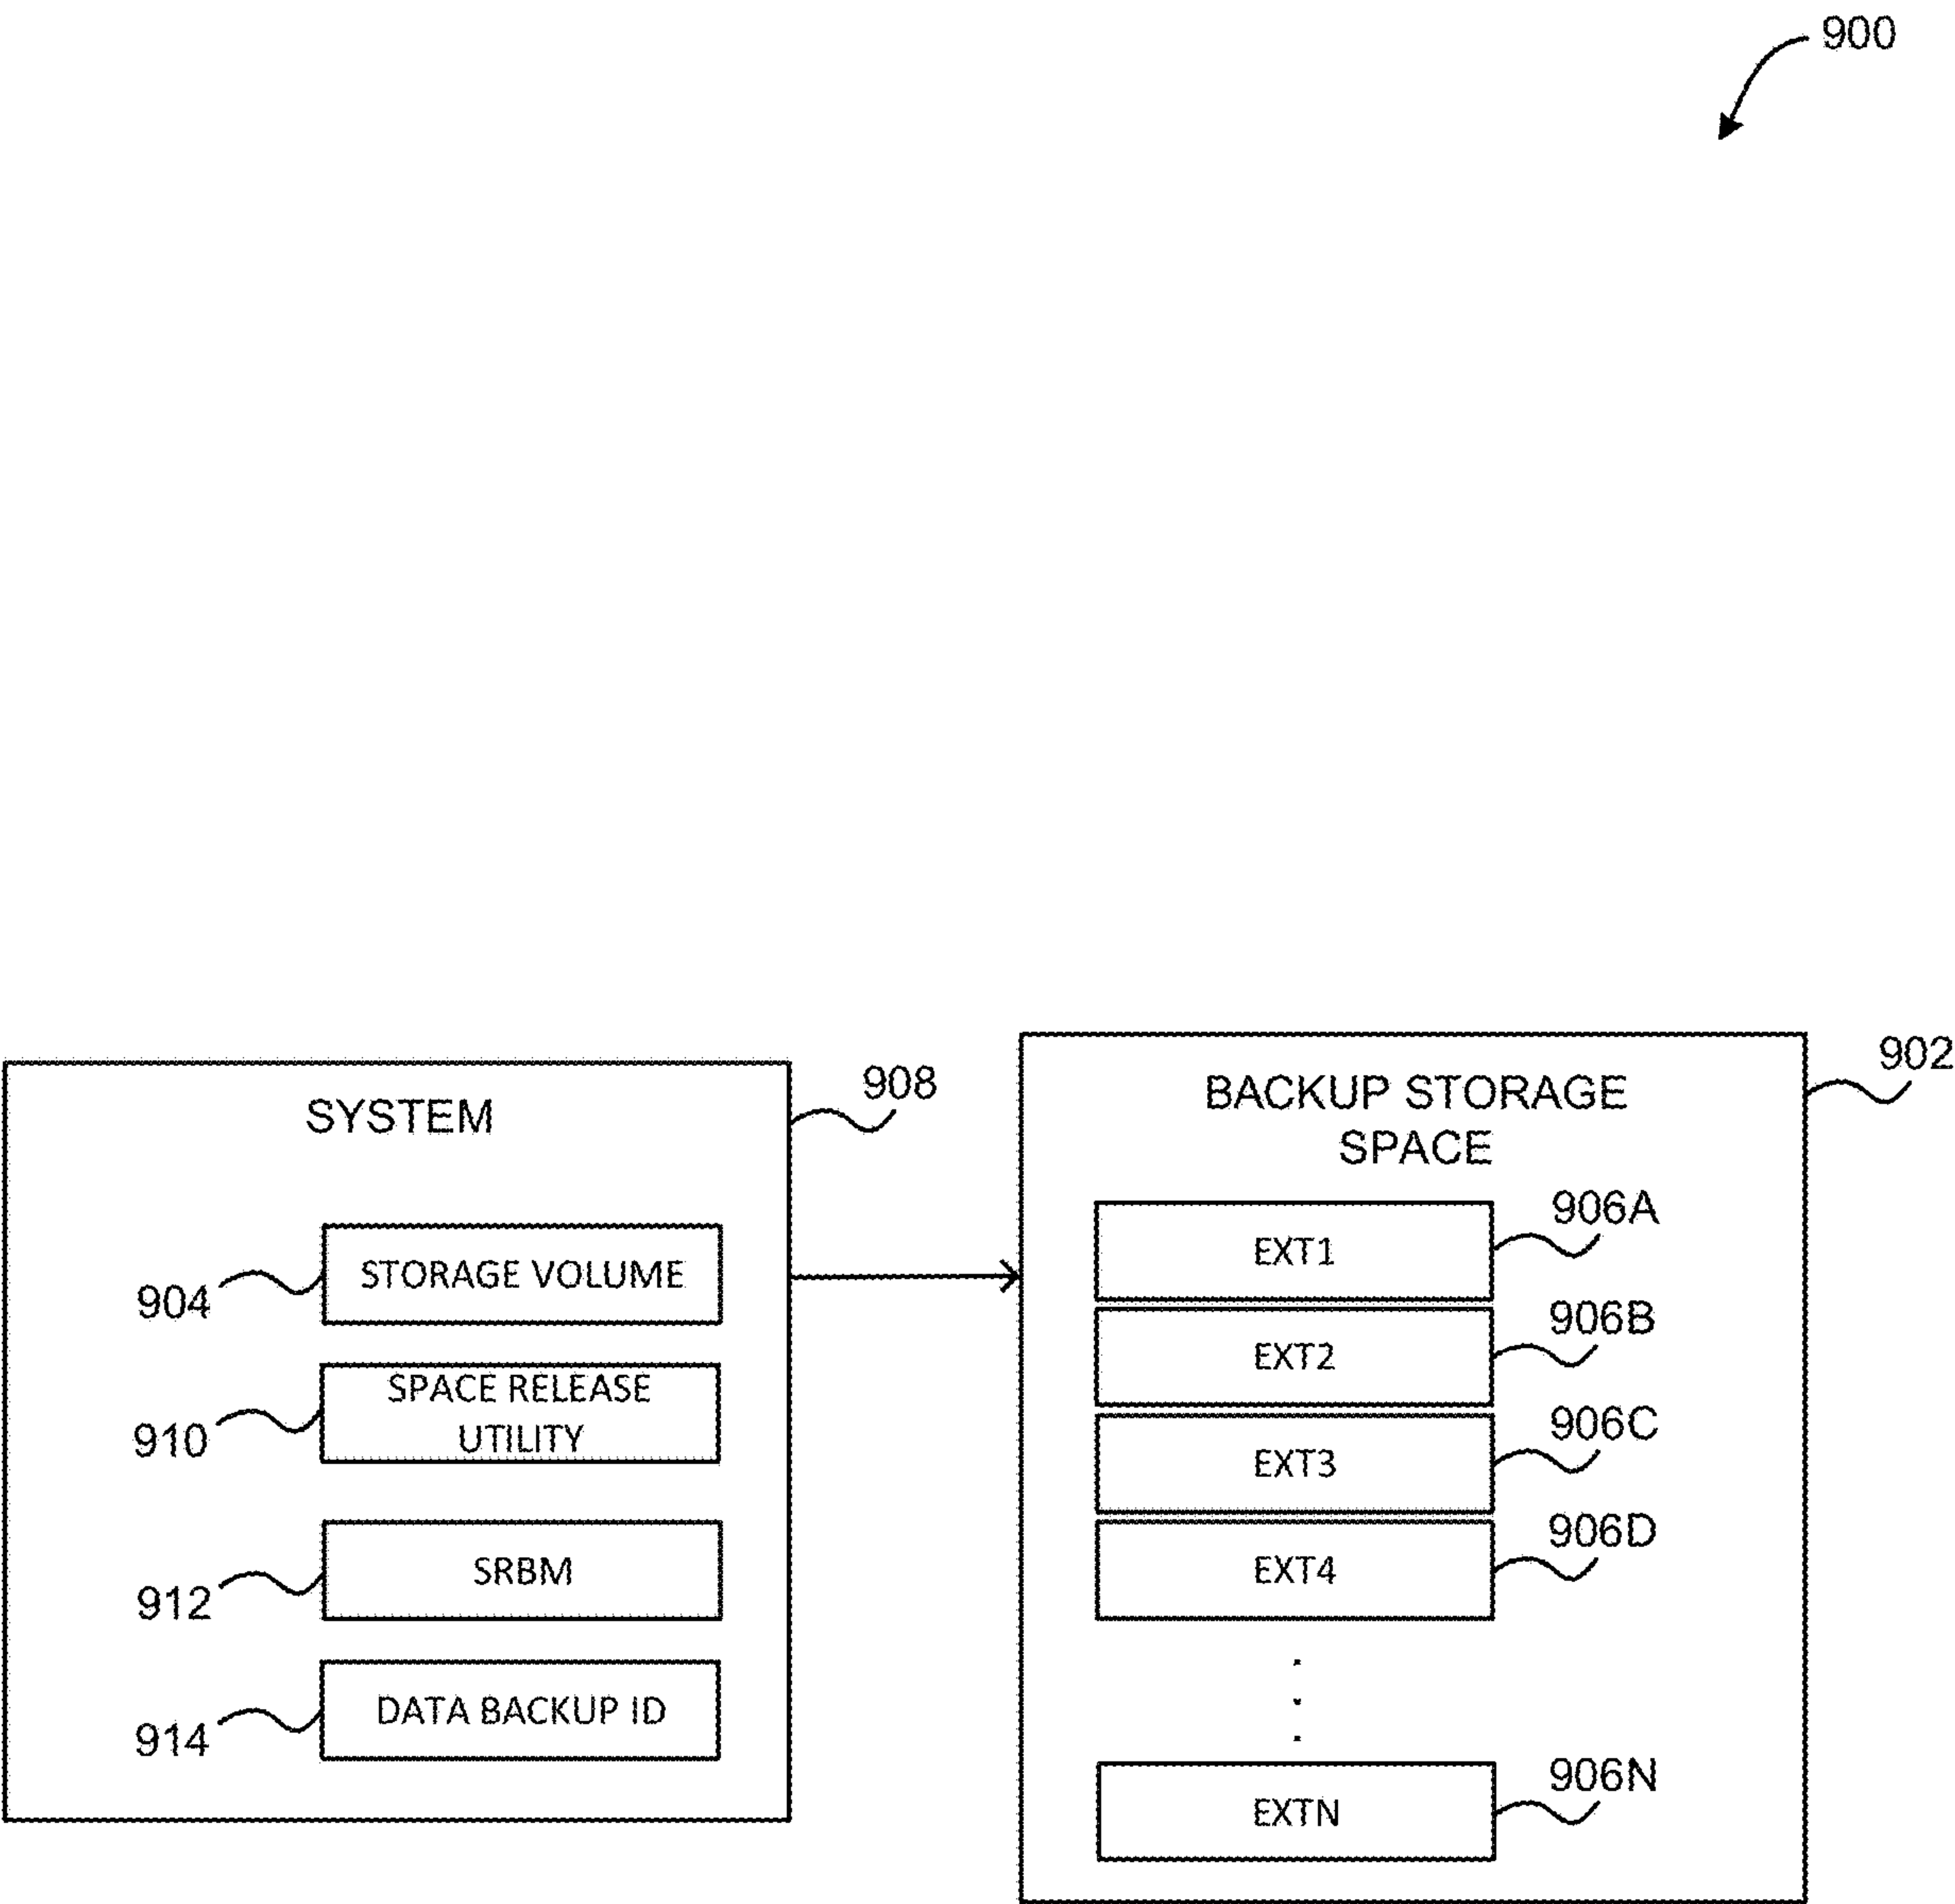 900
SYSTEM
908
904
STORAGE VOLUME
910
SPACE RELEASE
UTILITY
912
SRBM
914
DATA BACKUP ID
902
BACKUP STORAGE
SPACE
EXT1
906A
EXT2
906B
EXT3
906C
EXT4
906D
EXTN
906N